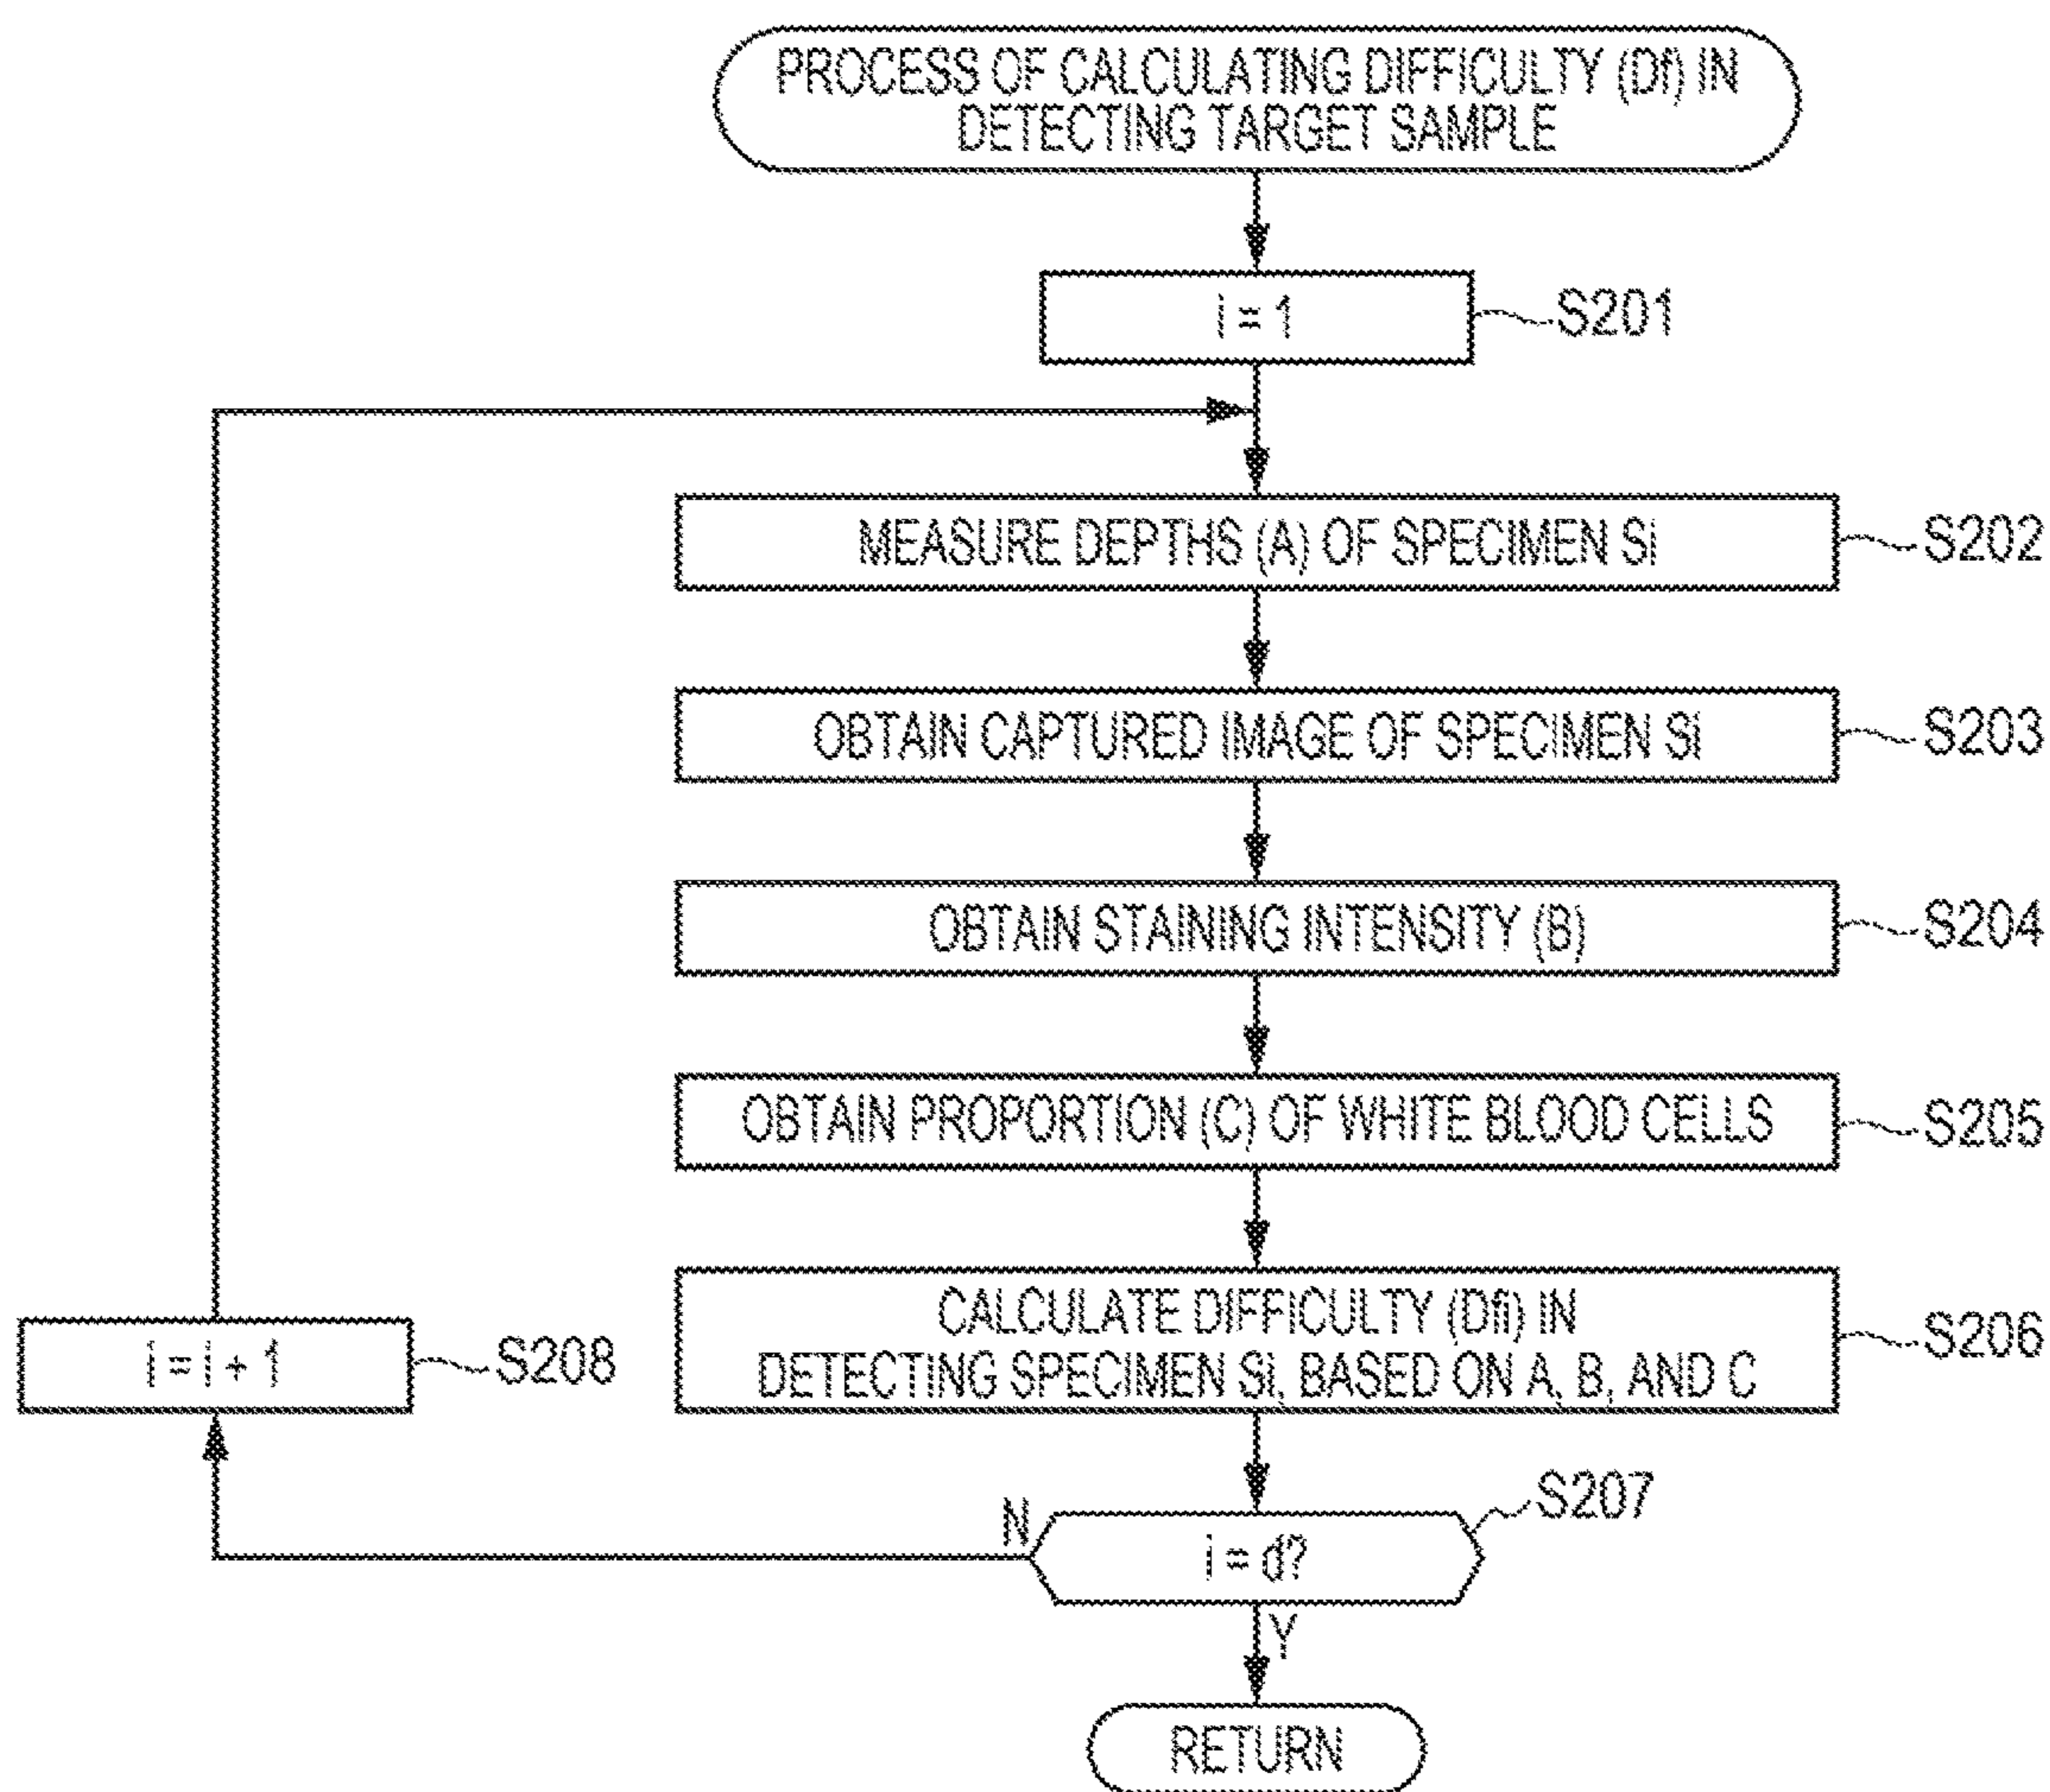 PROCESS OF CALCULATING DIFFICULTY (Df) IN
DETECTING TARGET SAMPLE
i = 1
S201
MEASURE DEPTHS (A) OF SPECIMEN Si
S202
OBTAIN CAPTURED IMAGE OF SPECIMEN Si
S203
OBTAIN STAINING INTENSITY (B)
S204
OBTAIN PROPORTION (C) OF WHITE BLOOD CELLS
S205
CALCULATE DIFFICULTY (Dfi) IN
DETECTING SPECIMEN Si, BASED ON A, B, AND C
S206
i = i + 1
S208
N
i = d?
S207
Y
RETURN